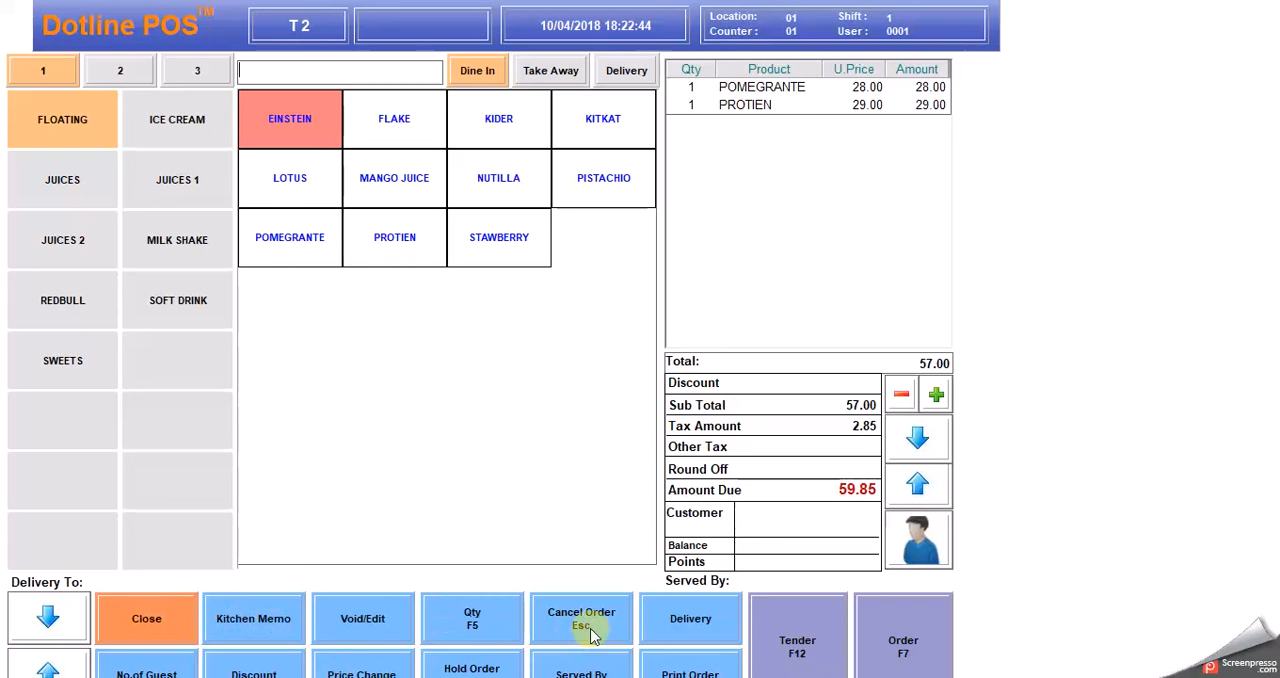 Dotline POS™
T 2
10/04/2018 18:22:44
Location: 01 Shift: 1
Counter : 01 User : 0001
1 2 3 Dine In Take Away Delivery
FLOATING ICE CREAM
JUICES JUICES 1
JUICES 2 MILK SHAKE
REDBULL SOFT DRINK
SWEETS
EINSTEIN FLAKE KIDER KITKAT
LOTUS MANGO JUICE NUTILLA PISTACHIO
POMEGRANTE PROTIEN STAWBERRY
Qty Product U.Price Amount
1 POMEGRANTE 28.00 28.00
1 PROTIEN 29.00 29.00
Total: 57.00
Discount
Sub Total 57.00
Tax Amount 2.85
Other Tax
Round Off
Amount Due 59.85
Customer
Balance
Points
Delivery To: Served By:
Close Kitchen Memo Void/Edit Qty F5 Cancel Order Esc Delivery Tender F12 Order F7
No.of Guest Discount Price Change Hold Order Served By Print Order
Screenpresso
.com